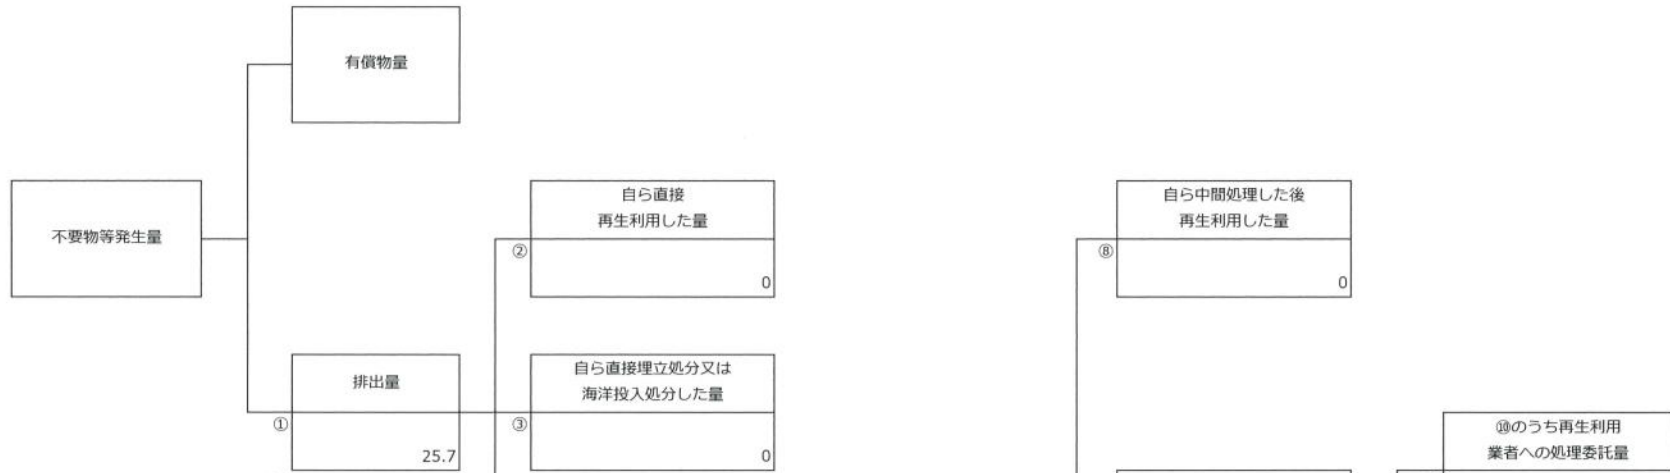 有償物量
不要物等発生量
自ら直接
再生利用した量
②
0
自ら中間処理した後
再生利用した量
⑧
0
排出量
①
25.7
自ら直接埋立処分又は
海洋投入処分した量
③
0
⑩のうち再生利用
業者への処理委託量